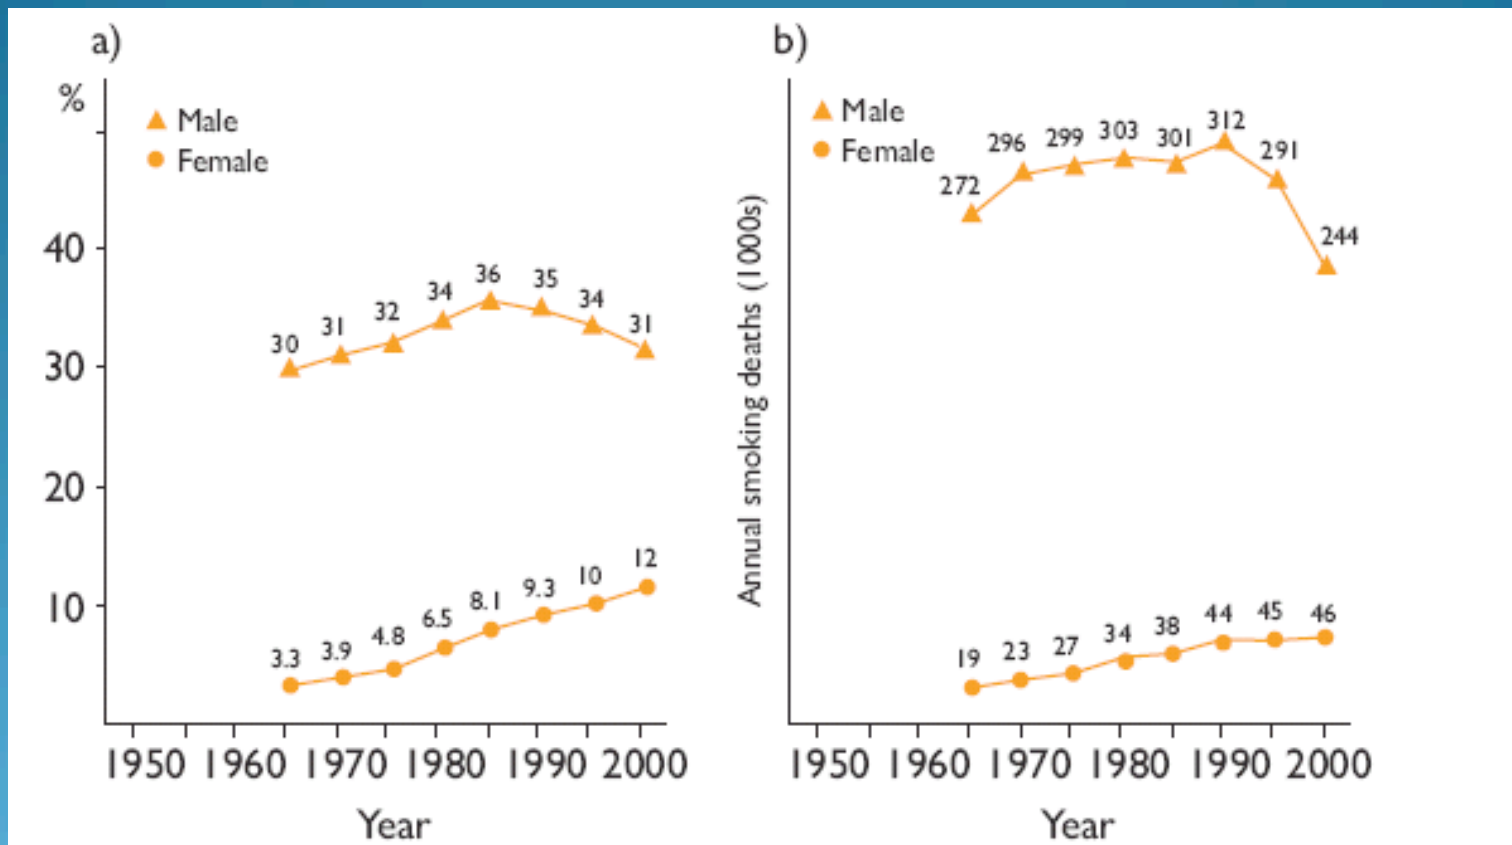 a)
%
Male
Female
40
30
20
10
30 31 32 34 36 35 34 31
3.3 3.9 4.8 6.5 8.1 9.3 10 12
1950 1960 1970 1980 1990 2000
Year
b)
Male
Female
Annual smoking deaths (1000s)
272 296 299 303 301 312 291 244
19 23 27 34 38 44 45 46
1950 1960 1970 1980 1990 2000
Year